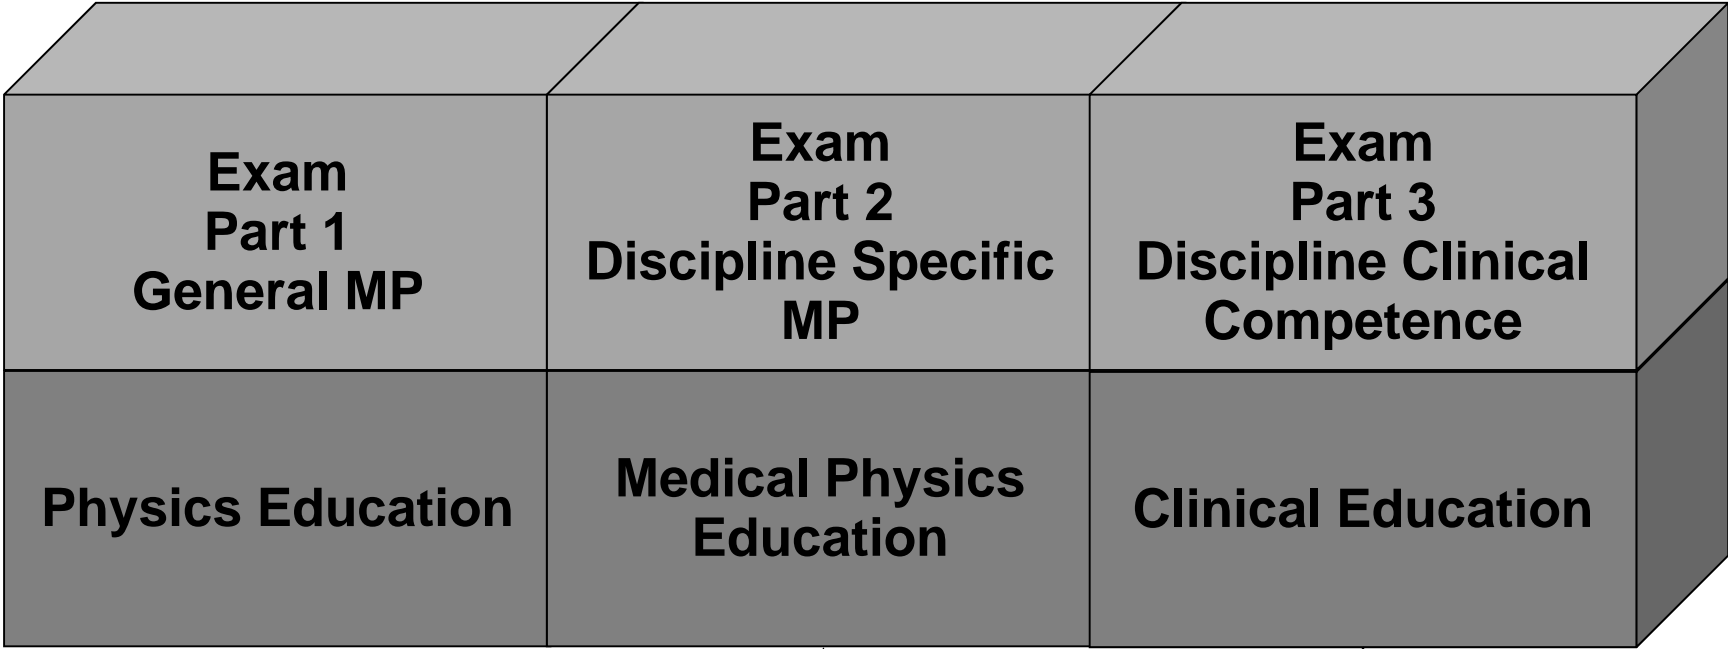 Exam
Part 1
General MP
Exam
Part 2
Discipline Specific
MP
Exam
Part 3
Discipline Clinical
Competence
Physics Education
Medical Physics
Education
Clinical Education